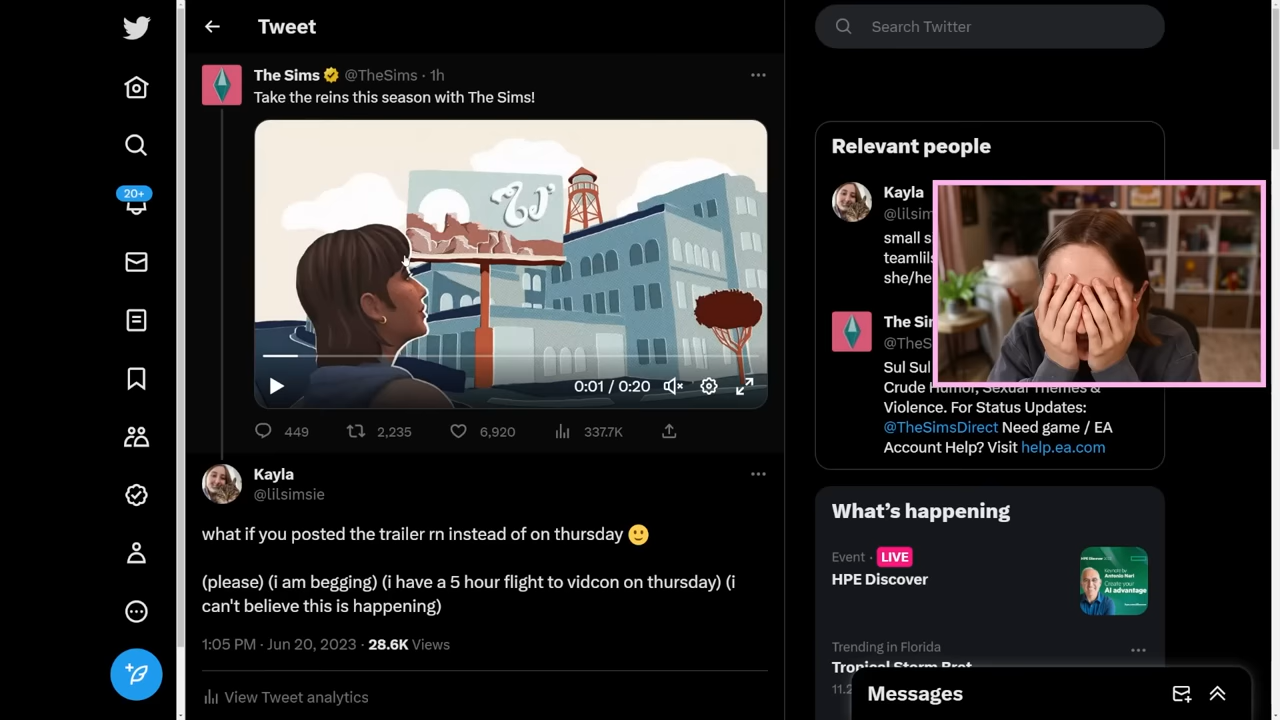 Tweet
Search Twitter
The Sims @TheSims · 1h
Take the reins this season with The Sims!
0:01 / 0:20
449 2,235 6,920 337.7K
20+
Kayla
@lilsimsie
what if you posted the trailer rn instead of on thursday 🙂
(please) (i am begging) (i have a 5 hour flight to vidcon on thursday) (i
can't believe this is happening)
1:05 PM · Jun 20, 2023 · 28.6K Views
View Tweet analytics
Relevant people
Kayla
small
she/he
The
Sul Sul
Crude Humor, Sexual Themes &
Violence. For Status Updates:
@TheSimsDirect Need game / EA
Account Help? Visit help.ea.com
What's happening
Event · LIVE
HPE Discover
Trending in Florida
Tropical Storm Bret
Messages